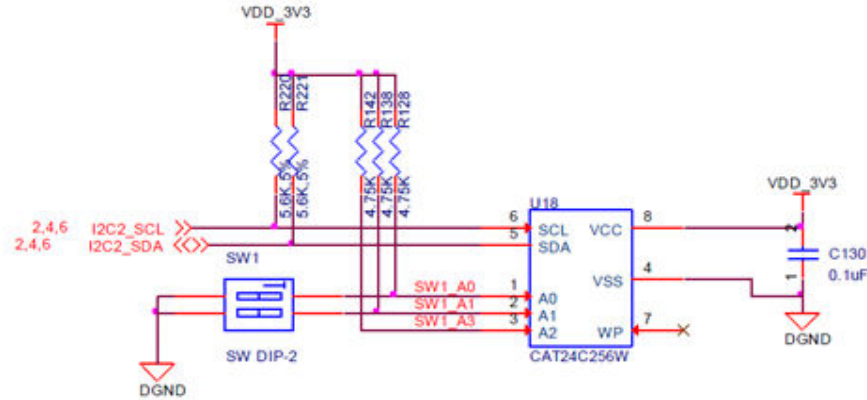 VDD_3V3
R220
R221
R142
R138
R128
5.6K,5%
5.6K,5%
4.75K
4.75K
4.75K
U18
VDD_3V3
2,4,6 I2C2_SCL
6 SCL VCC 8
2,4,6 I2C2_SDA
5 SDA
2
C130
0.1uF
1
SW1
VSS 4
SW1_A0 1 A0
SW1_A1 2 A1
SW1_A3 3 A2
WP 7
SW DIP-2
CAT24C256W
DGND
DGND